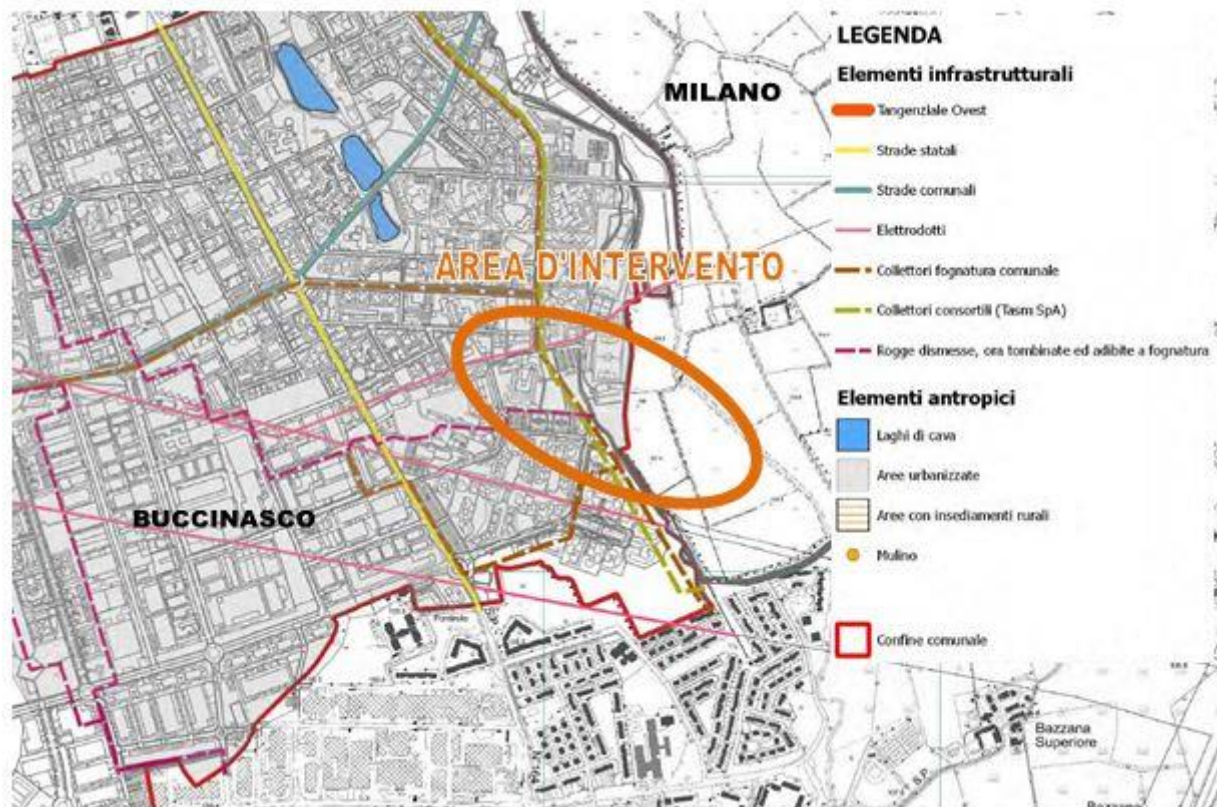 MILANO
AREA D'INTERVENTO
BUCCINASCO
LEGENDA
Elementi infrastrutturali
Tangenziale Ovest
Strade statali
Strade comunali
Elettrodotti
Collettori fognatura comunale
Collettori consortili (Tasm SpA)
Rogge dismesse, ora tombinate ed adibite a fognatura
Elementi antropici
Laghi di cava
Aree urbanizzate
Aree con insediamenti rurali
Mulino
Confine comunale
Bazzana
Superiore
S.P.